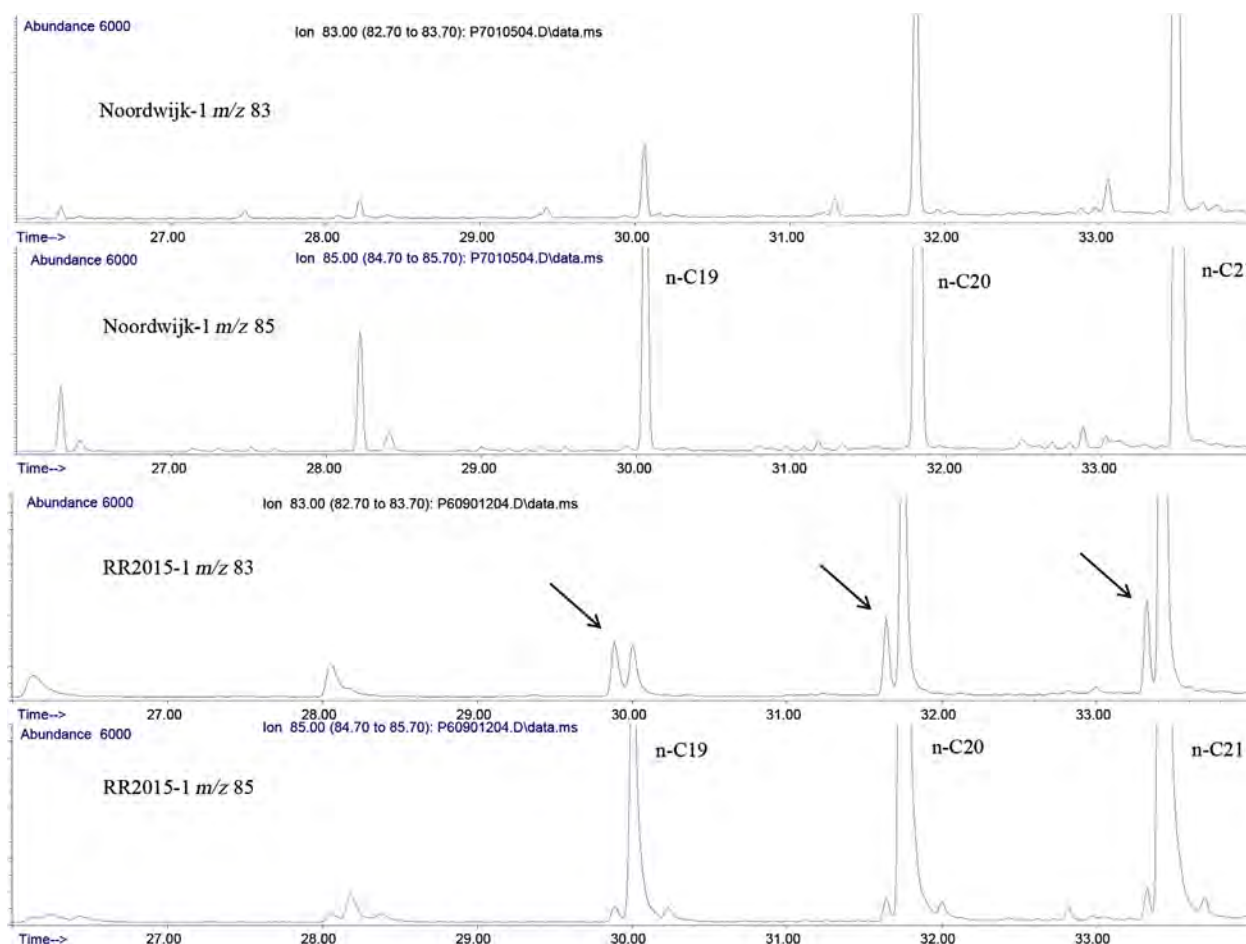 Abundance 6000 Ion 83.00 (82.70 to 83.70): P7010504.D\data.ms
Noordwijk-1 m/z 83
Time--> 27.00 28.00 29.00 30.00 31.00 32.00 33.00
Abundance 6000 Ion 85.00 (84.70 to 85.70): P7010504.D\data.ms
n-C19 n-C20 n-C2
Noordwijk-1 m/z 85
Time--> 27.00 28.00 29.00 30.00 31.00 32.00 33.00
Abundance 6000 Ion 83.00 (82.70 to 83.70): P60901204.D\data.ms
RR2015-1 m/z 83
Time--> 27.00 28.00 29.00 30.00 31.00 32.00 33.00
Abundance 6000 Ion 85.00 (84.70 to 85.70): P60901204.D\data.ms
n-C19 n-C20 n-C21
RR2015-1 m/z 85
Time--> 27.00 28.00 29.00 30.00 31.00 32.00 33.00